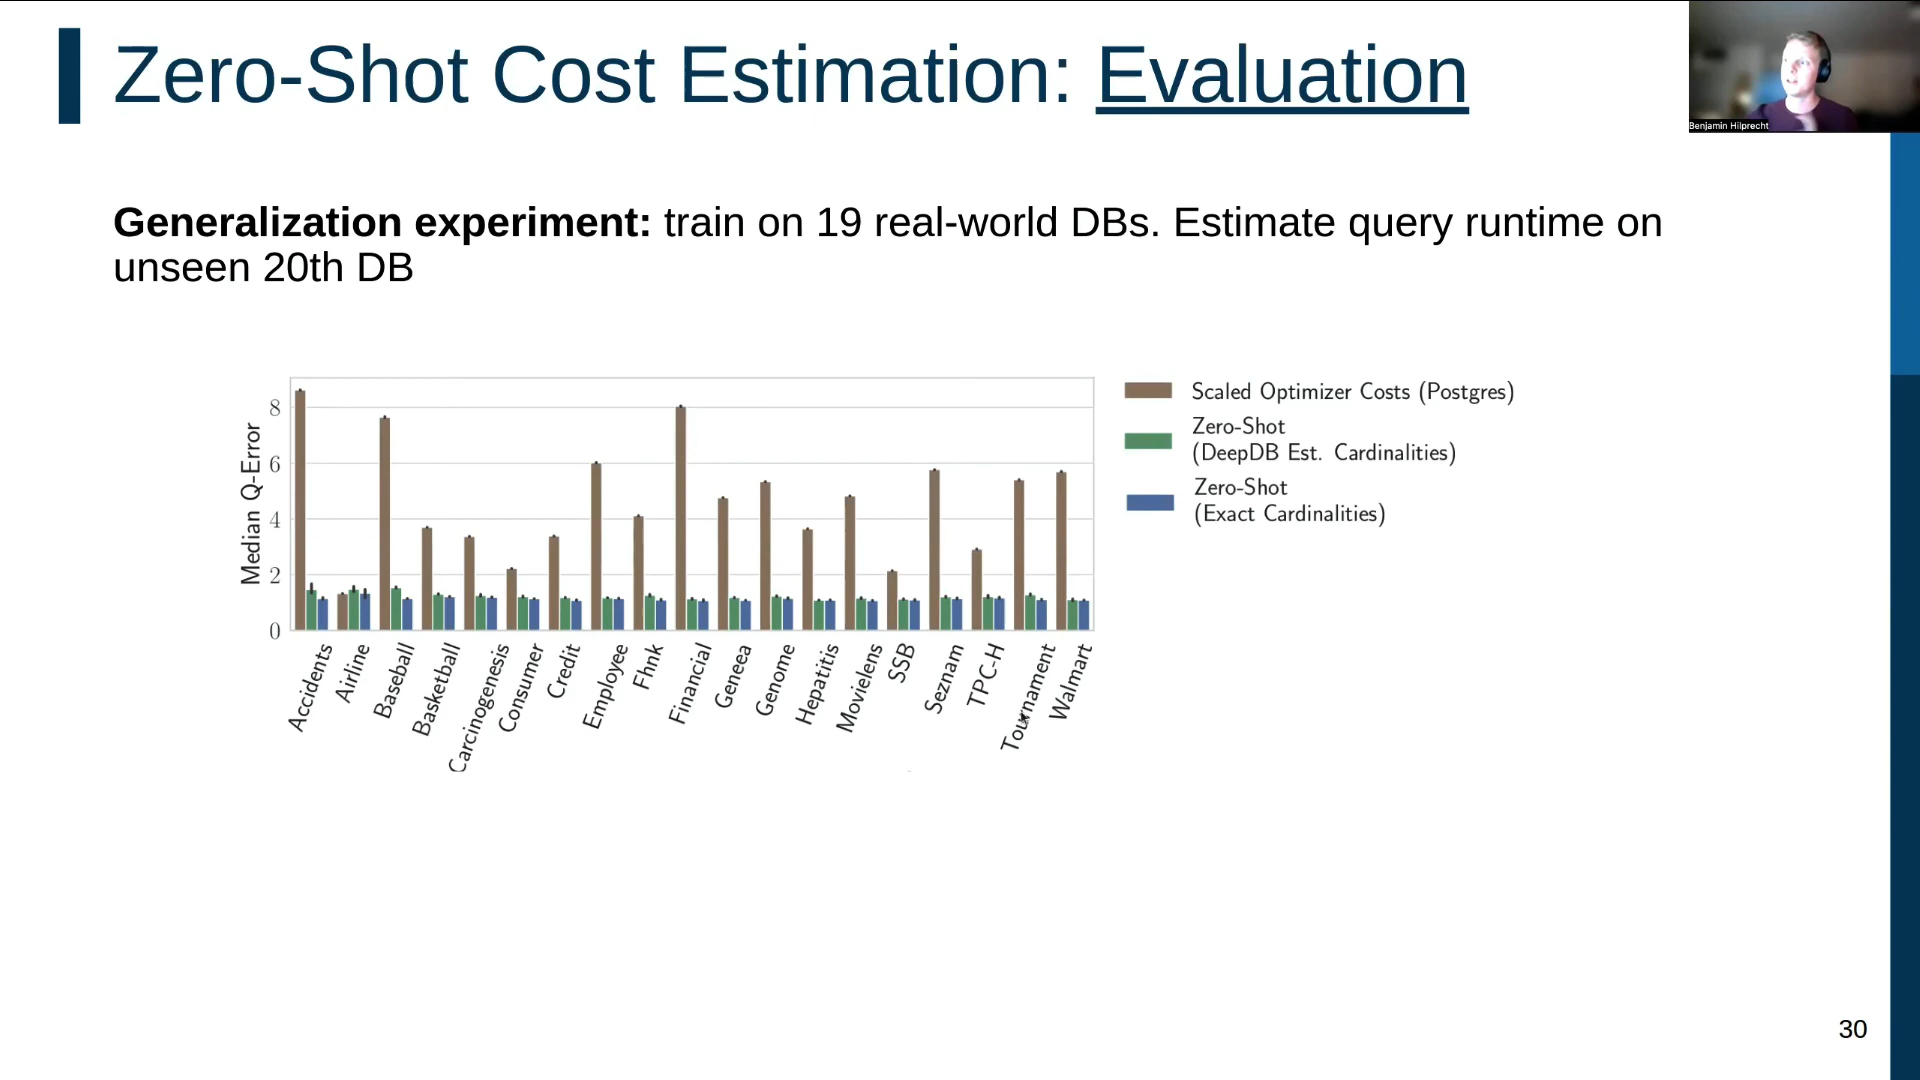 Zero-Shot Cost Estimation: Evaluation
Benjamin Hilprecht
Generalization experiment: train on 19 real-world DBs. Estimate query runtime on
unseen 20th DB
Median Q-Error
8
6
4
2
0
Accidents
Airline
Baseball
Basketball
Carcinogenesis
Consumer
Credit
Employee
Fhnk
Financial
Geneea
Genome
Hepatitis
Movielens
SSB
Seznam
TPC-H
Tournament
Walmart
Scaled Optimizer Costs (Postgres)
Zero-Shot
(DeepDB Est. Cardinalities)
Zero-Shot
(Exact Cardinalities)
30